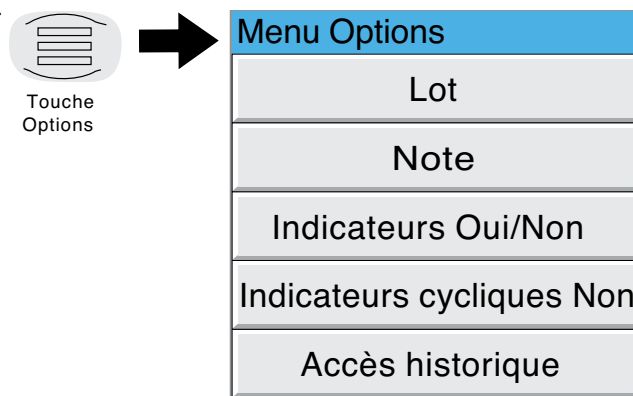 Touche
Options
Menu Options
Lot
Note
Indicateurs Oui/Non
Indicateurs cycliques Non
Accès historique